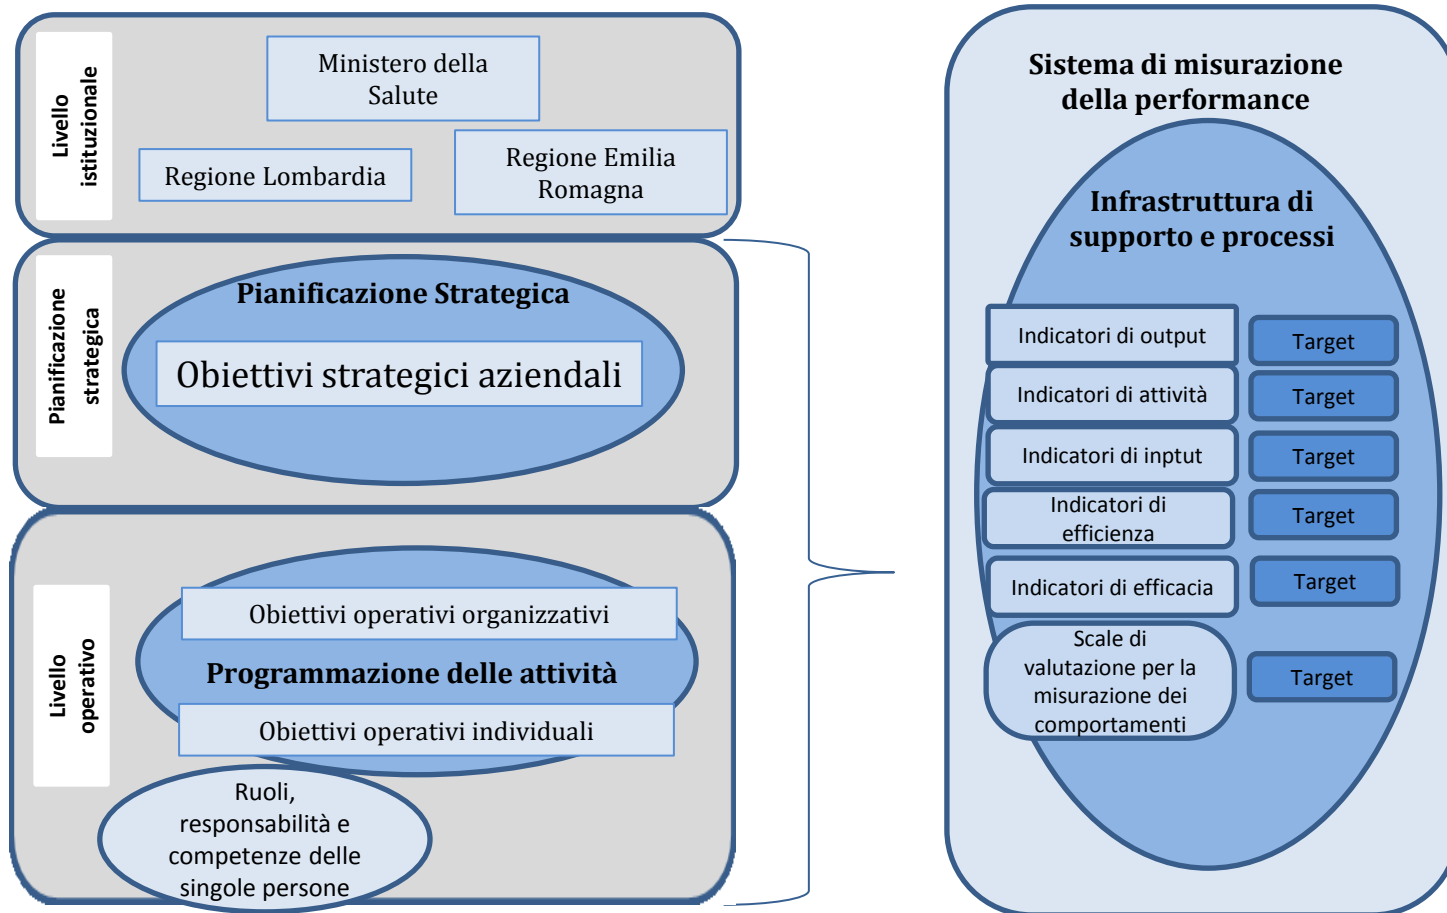 Livello
istituzionale
Ministero della
Salute
Regione Lombardia
Regione Emilia
Romagna
Pianificazione
strategica
Pianificazione Strategica
Obiettivi strategici aziendali
Livello
operativo
Obiettivi operativi organizzativi
Programmazione delle attività
Obiettivi operativi individuali
Ruoli,
responsabilità e
competenze delle
singole persone
Sistema di misurazione
della performance
Infrastruttura di
supporto e processi
Indicatori di output
Target
Indicatori di attività
Target
Indicatori di inptut
Target
Indicatori di
efficienza
Target
Indicatori di efficacia
Target
Scale di
valutazione per la
misurazione dei
comportamenti
Target